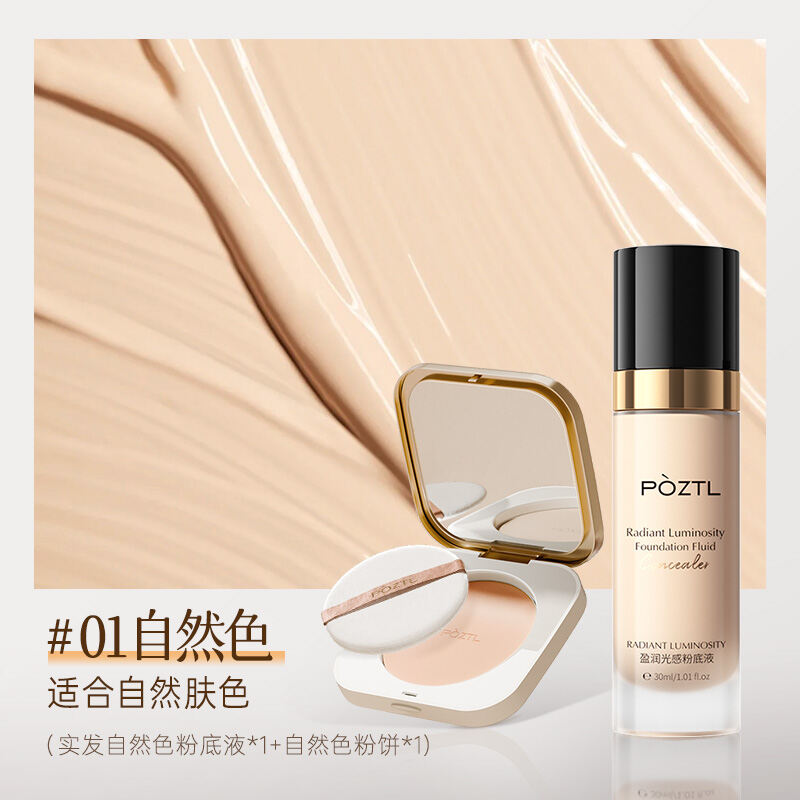 PÒZTL
Radiant Luminosity
Foundation Fluid
Concealer
RADIANT LUMINOSITY
盈润光感粉底液
℮ 30ml/1.01 fl.oz
PÒZTL
PÒZTL
#01自然色
适合自然肤色
(实发自然色粉底液*1+自然色粉饼*1)